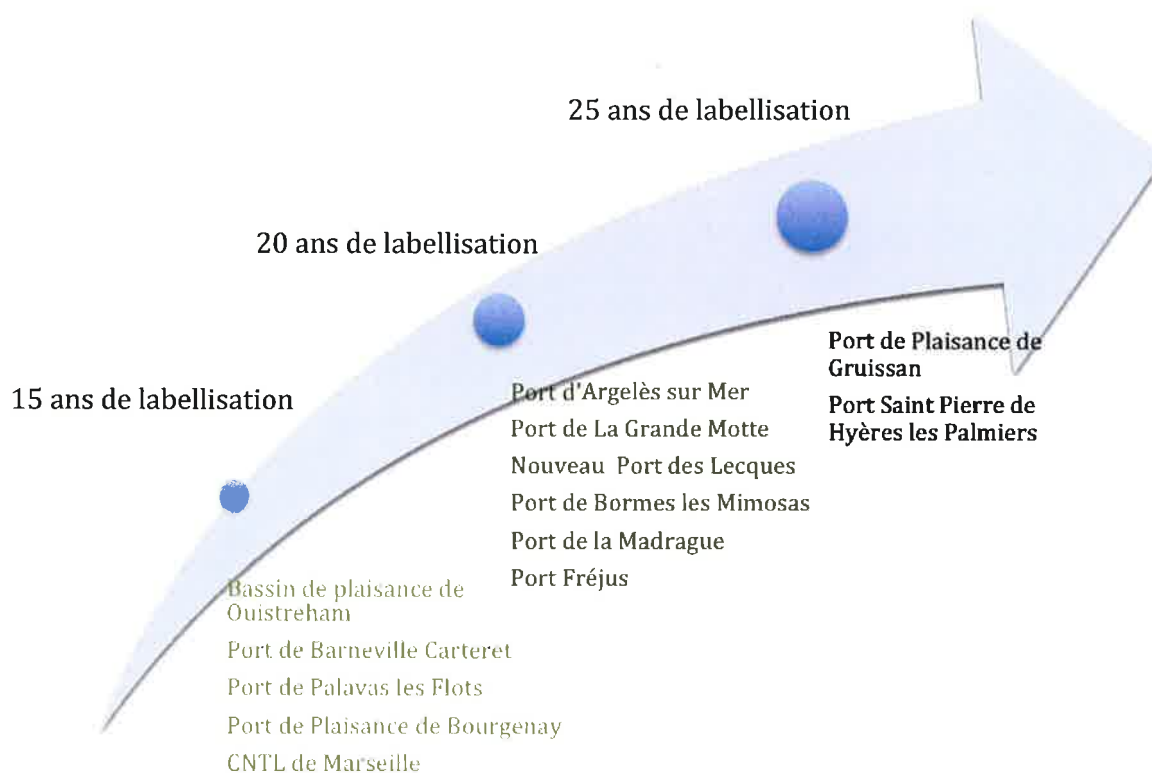 25 ans de labellisation
20 ans de labellisation
15 ans de labellisation
Port de Plaisance de
Gruissan
Port Saint Pierre de
Hyères les Palmiers
Port d'Argelès sur Mer
Port de La Grande Motte
Nouveau Port des Lecques
Port de Bormes les Mimosas
Port de la Madrague
Port Fréjus
Bassin de plaisance de
Ouistreham
Port de Barneville Carteret
Port de Palavas les Flots
Port de Plaisance de Bourgenay
CNTL de Marseille